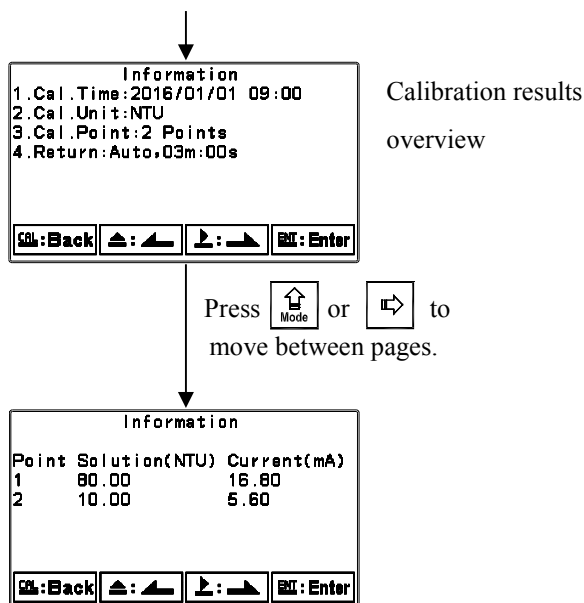 Information
1.Cal.Time:2016/01/01 09:00
2.Cal.Unit:NTU
3.Cal.Point:2 Points
4.Return:Auto,03m:00s
CAL:Back
ENT:Enter
Calibration results
overview
Press Mode or to
move between pages.
Information
Point Solution(NTU) Current(mA)
1 80.00 16.80
2 10.00 5.60
CAL:Back
ENT:Enter